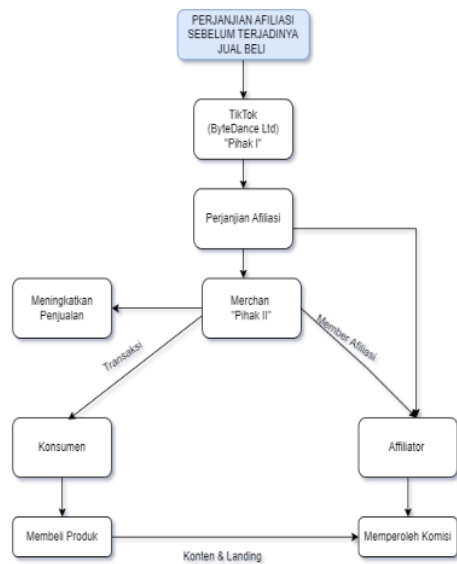 PERJANJIAN AFILIASI
SEBELUM TERJADINYA
JUAL BELI
TikTok
(ByteDance Ltd)
"Pihak I"
Perjanjian Afiliasi
Meningkatkan
Penjualan
Merchan
"Pihak II"
Transaksi
Member Afiliasi
Konsumen
Affiliator
Membeli Produk
Memperoleh Komisi
Konten & Landing